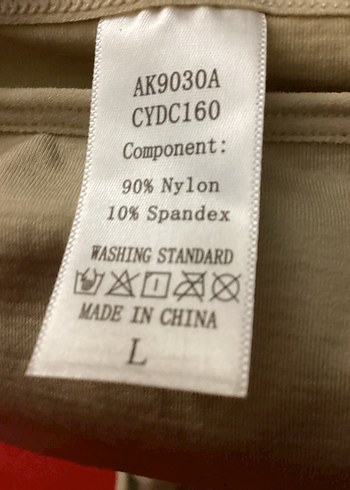 AK9030A
CYDC160
Component:
90% Nylon
10% Spandex
WASHING STANDARD
MADE IN CHINA
L